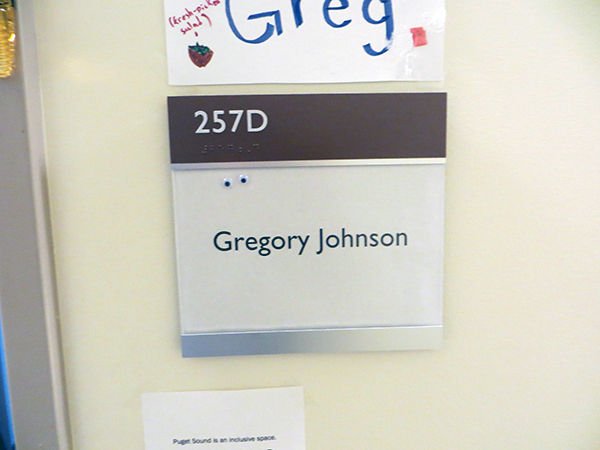 (fresh-picked
salad)
Greg
257D
Gregory Johnson
Puget Sound is an inclusive space.